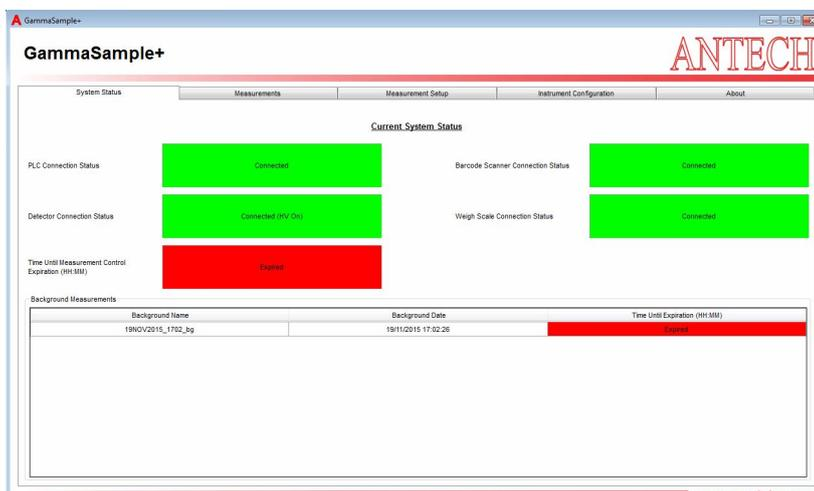 GammaSample+
GammaSample+
ANTECH
System Status
Measurements
Measurement Setup
Instrument Configuration
About
Current System Status
PLC Connection Status
Connected
Barcode Scanner Connection Status
Connected
Detector Connection Status
Connected (HV On)
Weigh Scale Connection Status
Connected
Time Until Measurement Control
Expiration (HH:MM)
Expired
Background Measurements
Background Name
Background Date
Time Until Expiration (HH:MM)
19NOV2015_1702_bg
19/11/2015 17:02:26
Expired